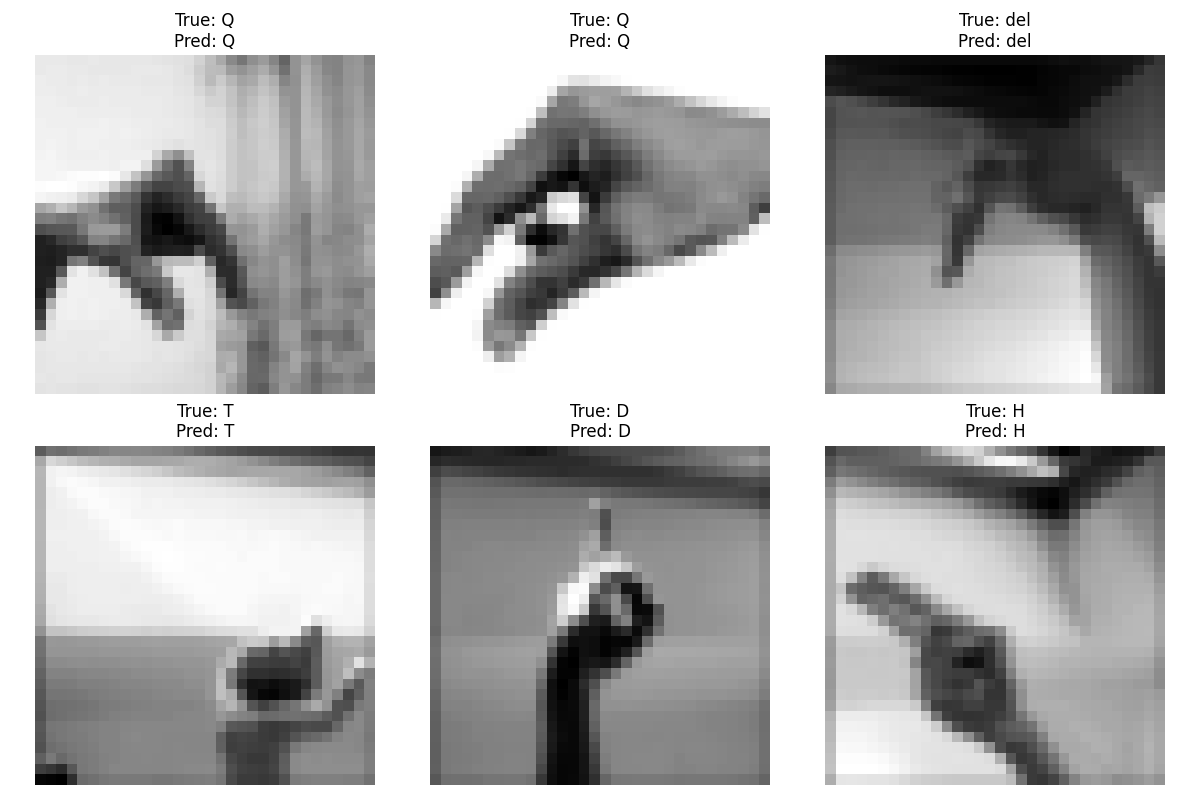 True: Q
Pred: Q
True: Q
Pred: Q
True: del
Pred: del
True: T
Pred: T
True: D
Pred: D
True: H
Pred: H